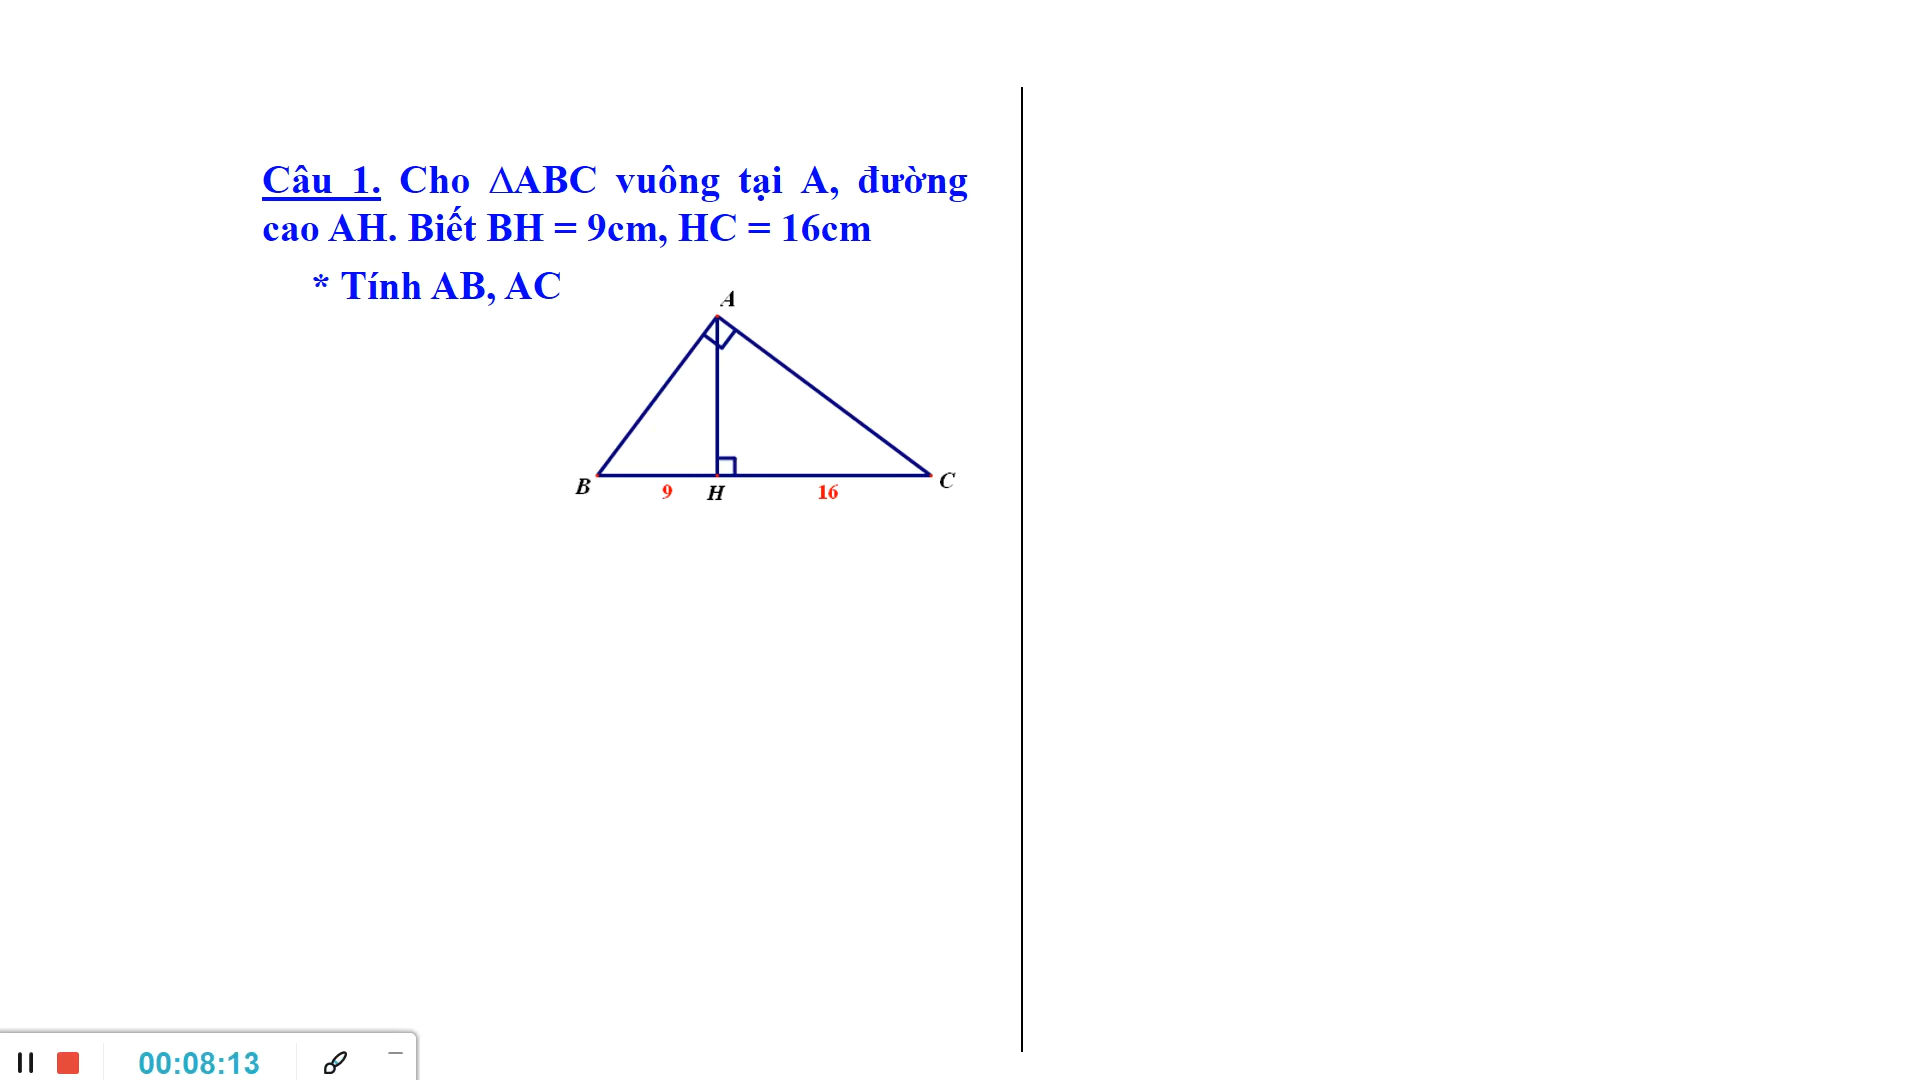 Câu 1. Cho ΔABC vuông tại A, đường
cao AH. Biết BH = 9cm, HC = 16cm
* Tính AB, AC
A
B
9
H
16
C
00:08:13